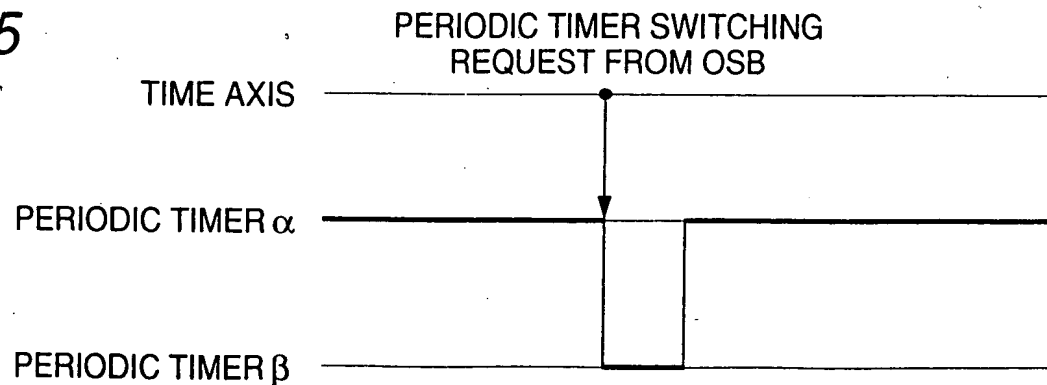 5
PERIODIC TIMER SWITCHING
REQUEST FROM OSB
TIME AXIS
PERIODIC TIMER α
PERIODIC TIMER β